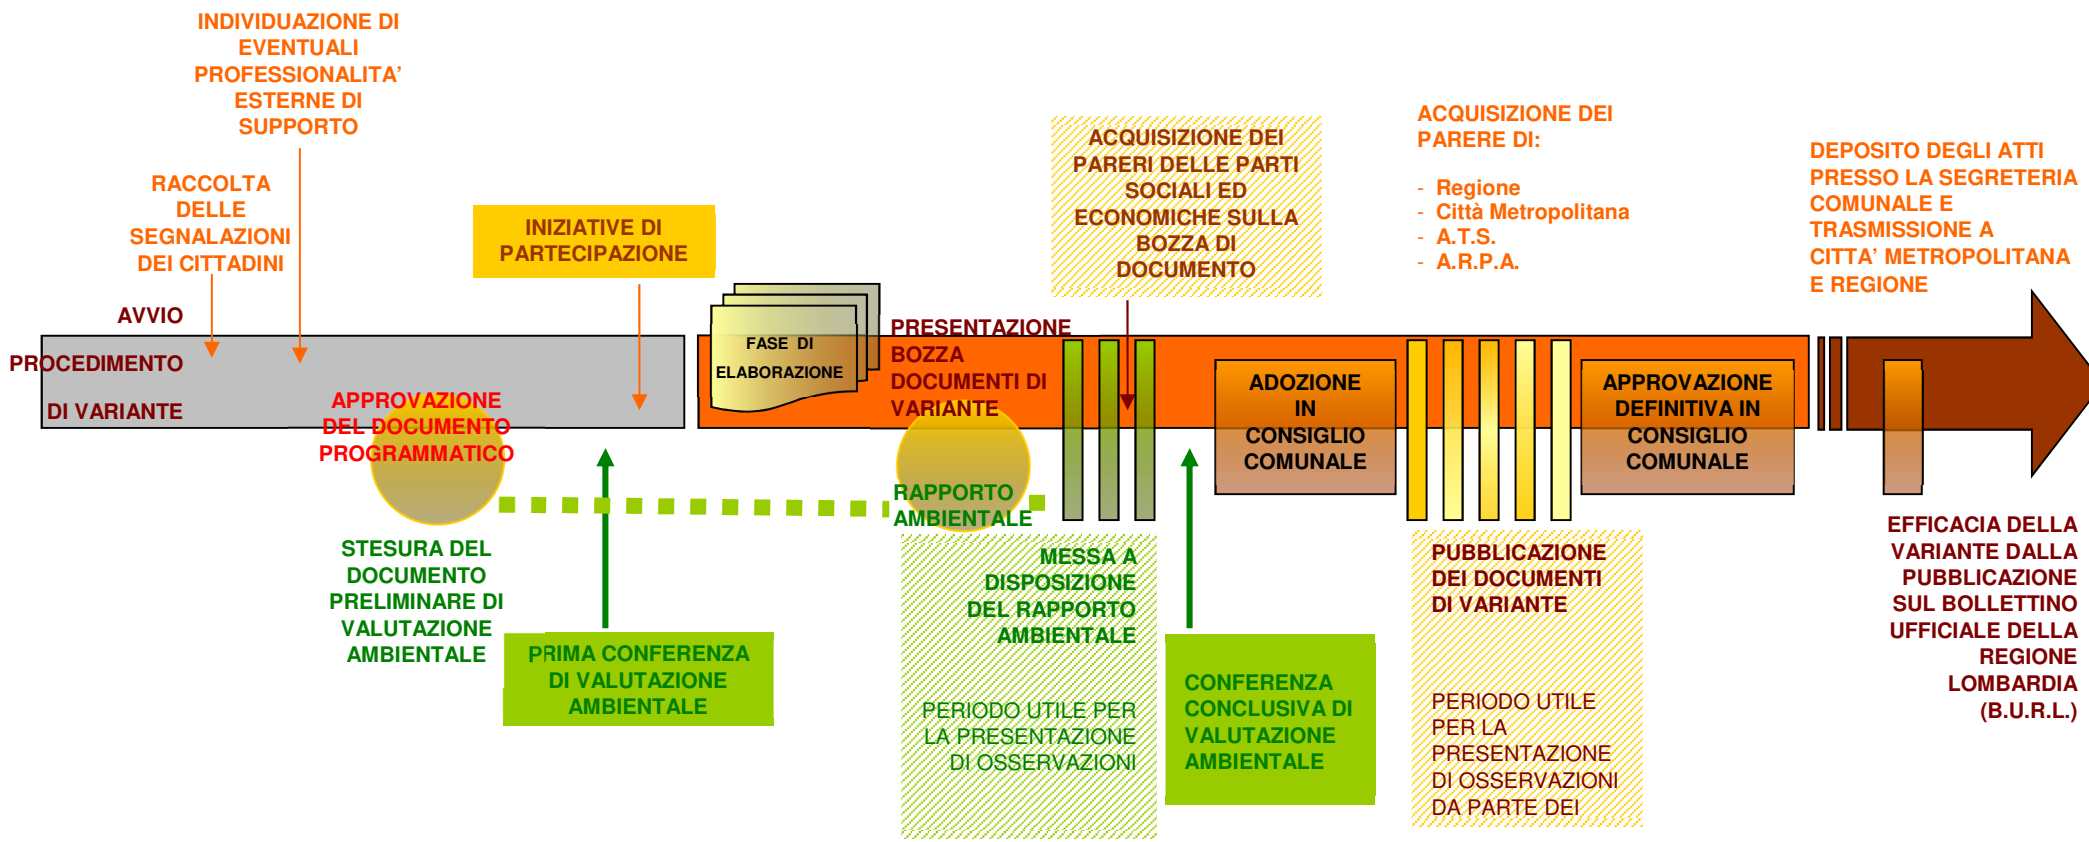 INDIVIDUAZIONE DI
EVENTUALI
PROFESSIONALITA'
ESTERNE DI
SUPPORTO
RACCOLTA
DELLE
SEGNALAZIONI
DEI CITTADINI
AVVIO
PROCEDIMENTO
DI VARIANTE
APPROVAZIONE
DEL DOCUMENTO
PROGRAMMATICO
STESURA DEL
DOCUMENTO
PRELIMINARE DI
VALUTAZIONE
AMBIENTALE
INIZIATIVE DI
PARTECIPAZIONE
PRIMA CONFERENZA
DI VALUTAZIONE
AMBIENTALE
FASE DI
ELABORAZIONE
PRESENTAZIONE
BOZZA
DOCUMENTI DI
VARIANTE
RAPPORTO
AMBIENTALE
MESSA A
DISPOSIZIONE
DEL RAPPORTO
AMBIENTALE
PERIODO UTILE PER
LA PRESENTAZIONE
DI OSSERVAZIONI
ACQUISIZIONE DEI
PARERI DELLE PARTI
SOCIALI ED
ECONOMICHE SULLA
BOZZA DI
DOCUMENTO
CONFERENZA
CONCLUSIVA DI
VALUTAZIONE
AMBIENTALE
ADOZIONE
IN
CONSIGLIO
COMUNALE
ACQUISIZIONE DEI
PARERE DI:
- Regione
- Città Metropolitana
- A.T.S.
- A.R.P.A.
PUBBLICAZIONE
DEI DOCUMENTI
DI VARIANTE
PERIODO UTILE
PER LA
PRESENTAZIONE
DI OSSERVAZIONI
DA PARTE DEI
APPROVAZIONE
DEFINITIVA IN
CONSIGLIO
COMUNALE
DEPOSITO DEGLI ATTI
PRESSO LA SEGRETERIA
COMUNALE E
TRASMISSIONE A
CITTA' METROPOLITANA
E REGIONE
EFFICACIA DELLA
VARIANTE DALLA
PUBBLICAZIONE
SUL BOLLETTINO
UFFICIALE DELLA
REGIONE
LOMBARDIA
(B.U.R.L.)